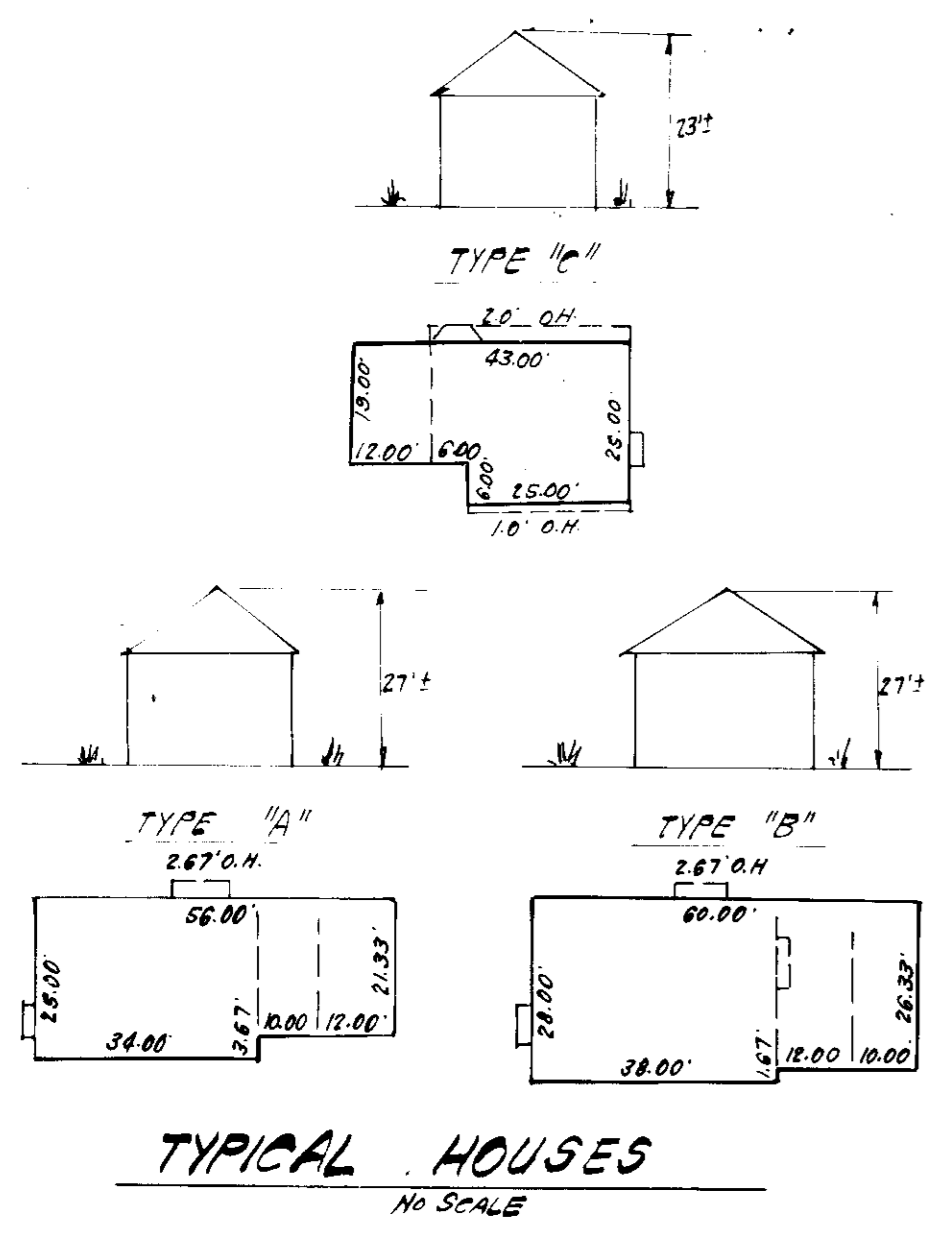 23'±
TYPE "C"
2.0' O.H.
43.00'
19.00'
25.00'
12.00' 6.00
6.00'
25.00'
1.0' O.H.
27'± 27'±
TYPE "A" TYPE "B"
2.67' O.H. 2.67' O.H
56.00' 60.00'
25.00' 21.33' 28.00' 26.33'
34.00' 3.67' 10.00 12.00' 38.00' 1.67' 12.00 10.00'
TYPICAL HOUSES
NO SCALE